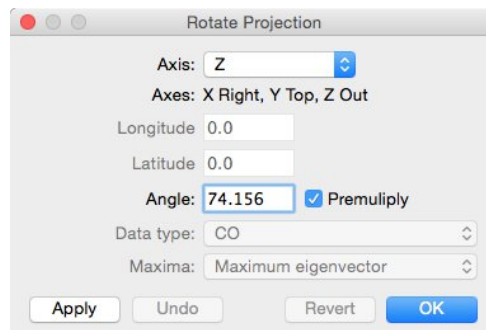 Rotate Projection
Axis: Z
Axes: X Right, Y Top, Z Out
Longitude 0.0
Latitude 0.0
Angle: 74.156 Premuliply
Data type: CO
Maxima: Maximum eigenvector
Apply Undo Revert OK